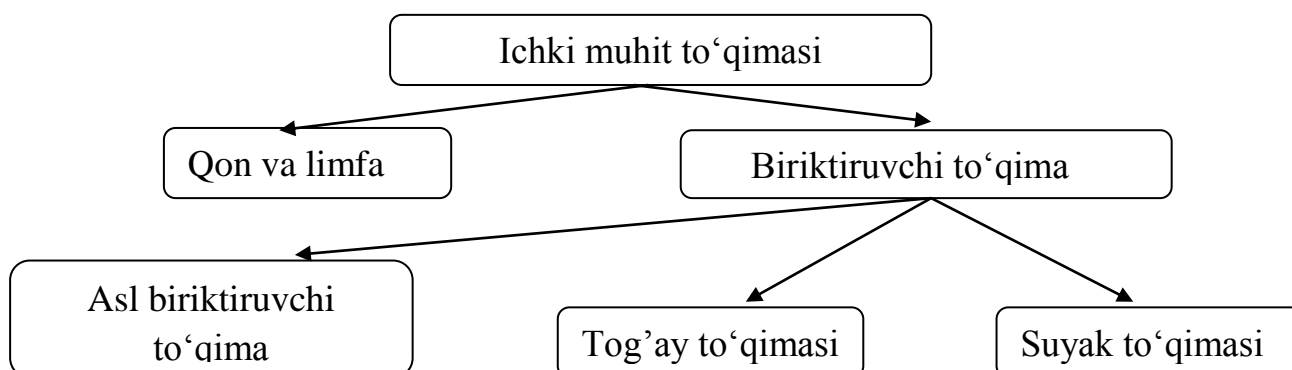 Ichki muhit to‘qimasi
Qon va limfa
Biriktiruvchi to‘qima
Asl biriktiruvchi
to‘qima
Tog’ay to‘qimasi
Suyak to‘qimasi